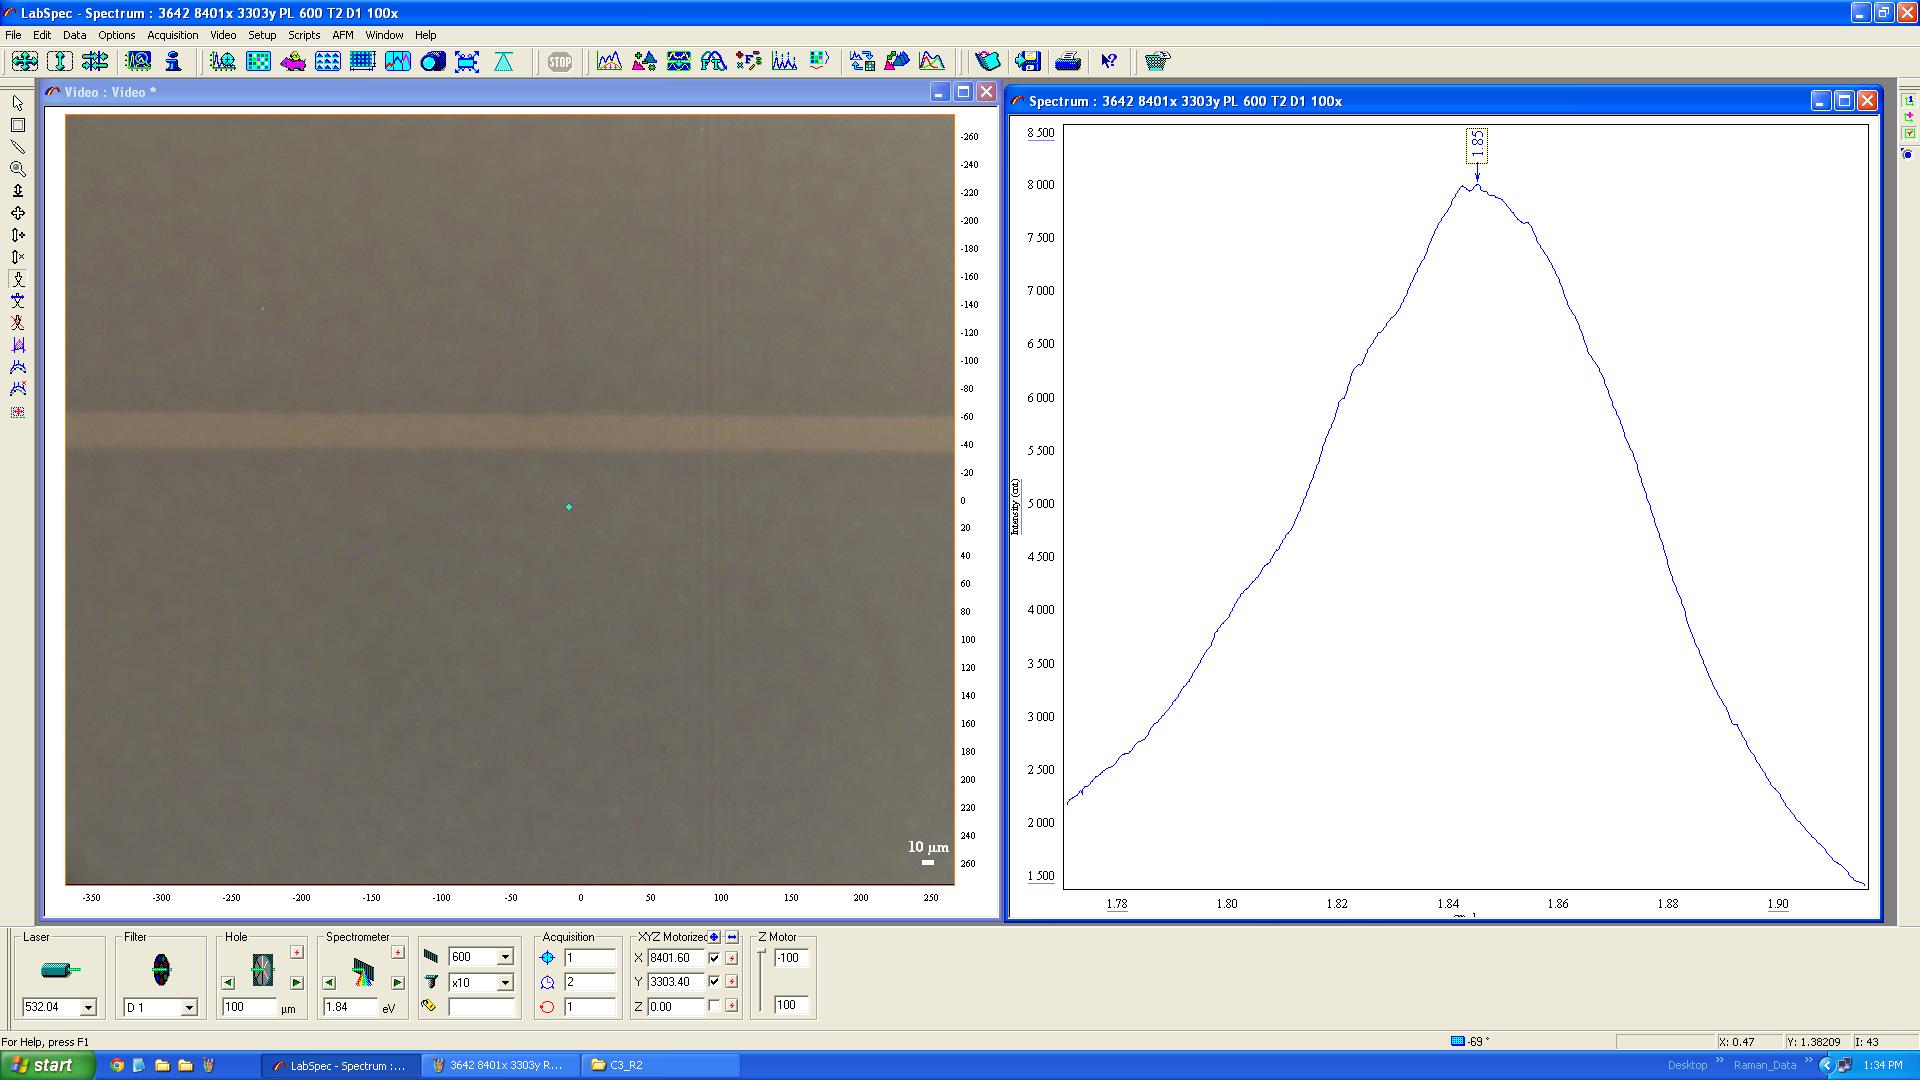 LabSpec - Spectrum : 3642 8401x 3303y PL 600 T2 D1 100x
File Edit Data Options Acquisition Video Setup Scripts AFM Window Help
STOP
Video : Video *
-260
-240
-220
-200
-180
-160
-140
-120
-100
-80
-60
-40
-20
0
20
40
60
80
100
120
140
160
180
200
220
240
260
10 µm
-350 -300 -250 -200 -150 -100 -50 0 50 100 150 200 250
Spectrum : 3642 8401x 3303y PL 600 T2 D1 100x
1.85
8 500
8 000
7 500
7 000
6 500
6 000
5 500
5 000
4 500
4 000
3 500
3 000
2 500
2 000
1 500
Intensity (cnt)
1.78 1.80 1.82 1.84 1.86 1.88 1.90
Laser Filter Hole Spectrometer Acquisition XYZ Motorized Z Motor
600 1 X 8401.60 -100
x10 2 Y 3303.40
532.04 D 1 100 µm 1.84 eV 1 Z 0.00 100
For Help, press F1 -69 ° X: 0.47 Y: 1.38209 I: 43
start LabSpec - Spectrum :... 3642 8401x 3303y R... C3_R2 Desktop » Raman_Data » 1:34 PM